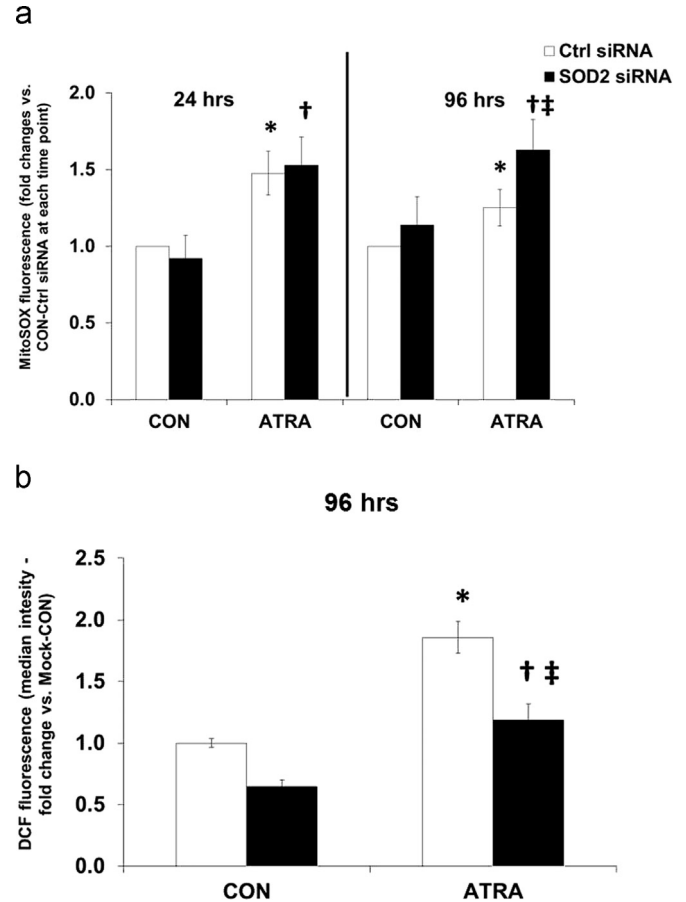 a
Ctrl siRNA
SOD2 siRNA
MitoSOX fluorescence (fold changes vs.
CON-Ctrl siRNA at each time point)
2.0
1.5
1.0
0.5
0.0
24 hrs
96 hrs
*
†
*
†‡
CON
ATRA
CON
ATRA
b
96 hrs
DCF fluorescence (median intesity -
fold change vs. Mock-CON)
2.5
2.0
1.5
1.0
0.5
0.0
*
† ‡
CON
ATRA